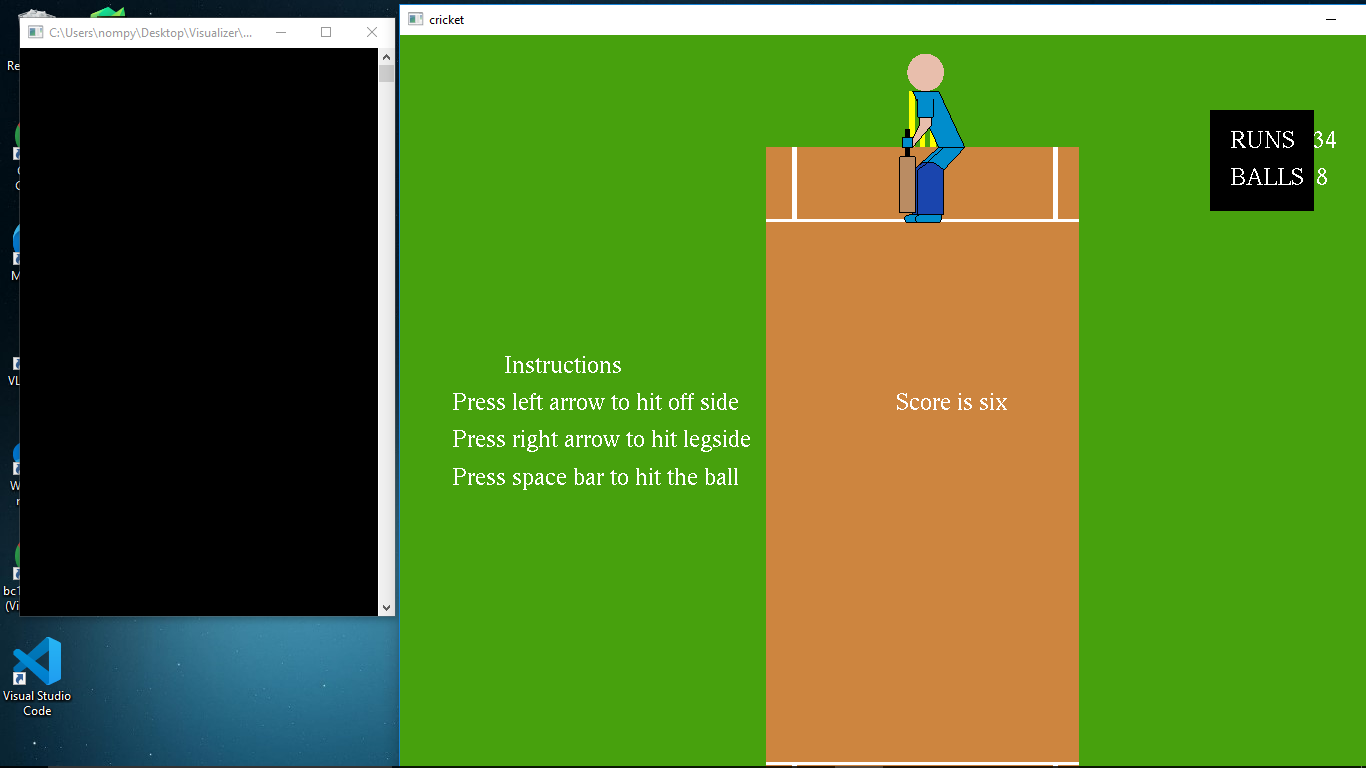 C:\Users\nompy\Desktop\Visualizer\...
cricket
Re
RUNS 34
BALLS 8
C
M
VL
Instructions
Press left arrow to hit off side
Score is six
Press right arrow to hit legside
Press space bar to hit the ball
W
bc
(Vi
Visual Studio
Code